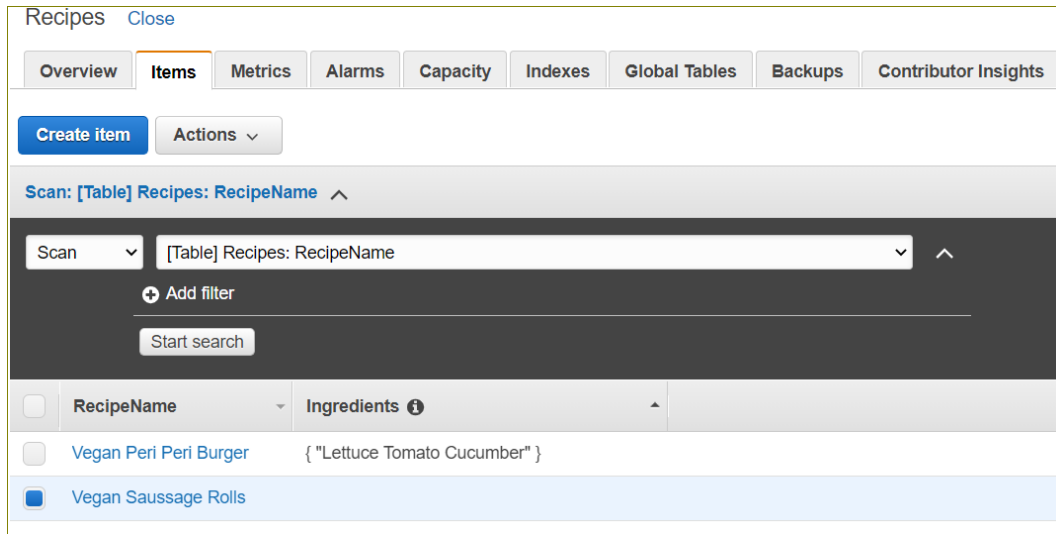 Recipes Close
Overview Items Metrics Alarms Capacity Indexes Global Tables Backups Contributor Insights
Create item Actions
Scan: [Table] Recipes: RecipeName
Scan [Table] Recipes: RecipeName
Add filter
Start search
RecipeName Ingredients
Vegan Peri Peri Burger { "Lettuce Tomato Cucumber" }
Vegan Saussage Rolls